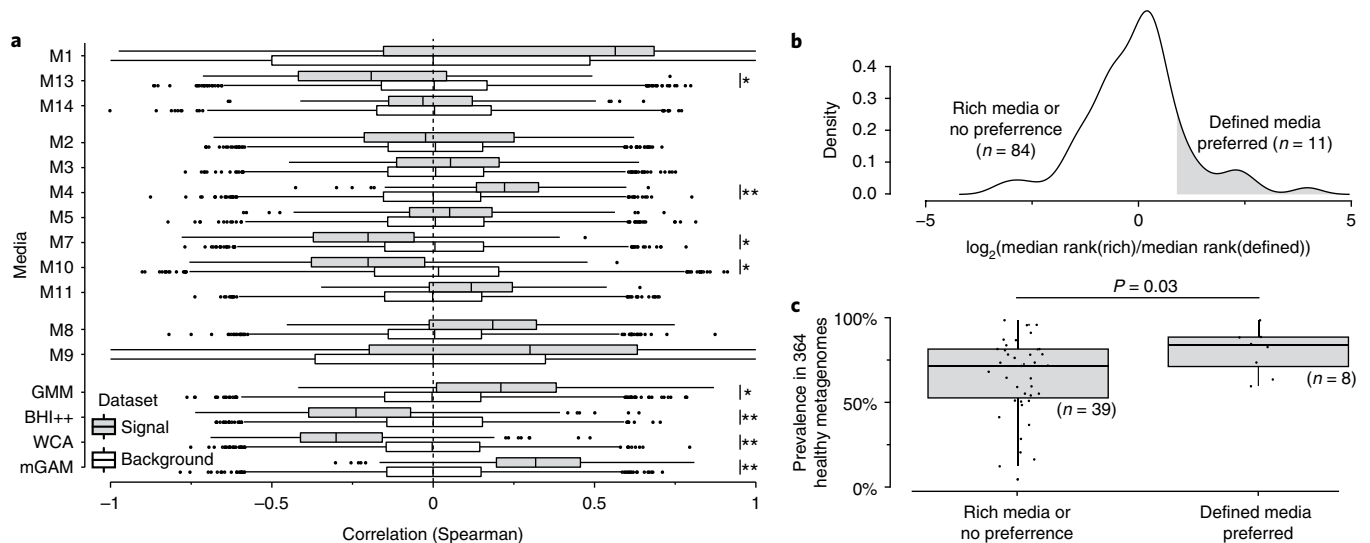 a
Media
M1
M13
*
M14
M2
M3
M4
**
M5
M7
*
M10
*
M11
M8
M9
GMM
*
BHI++
**
WCA
**
mGAM
**
Dataset
Signal
Background
–1
–0.5
0
0.5
1
Correlation (Spearman)
b
Density
0.4
0.3
0.2
0.1
0.0
Rich media or
no preferrence
(n = 84)
Defined media
preferred (n = 11)
–5
0
5
log2(median rank(rich)/median rank(defined))
c
P = 0.03
Prevalence in 364
healthy metagenomes
100%
50%
0%
(n = 39)
(n = 8)
Rich media or
no preferrence
Defined media
preferred